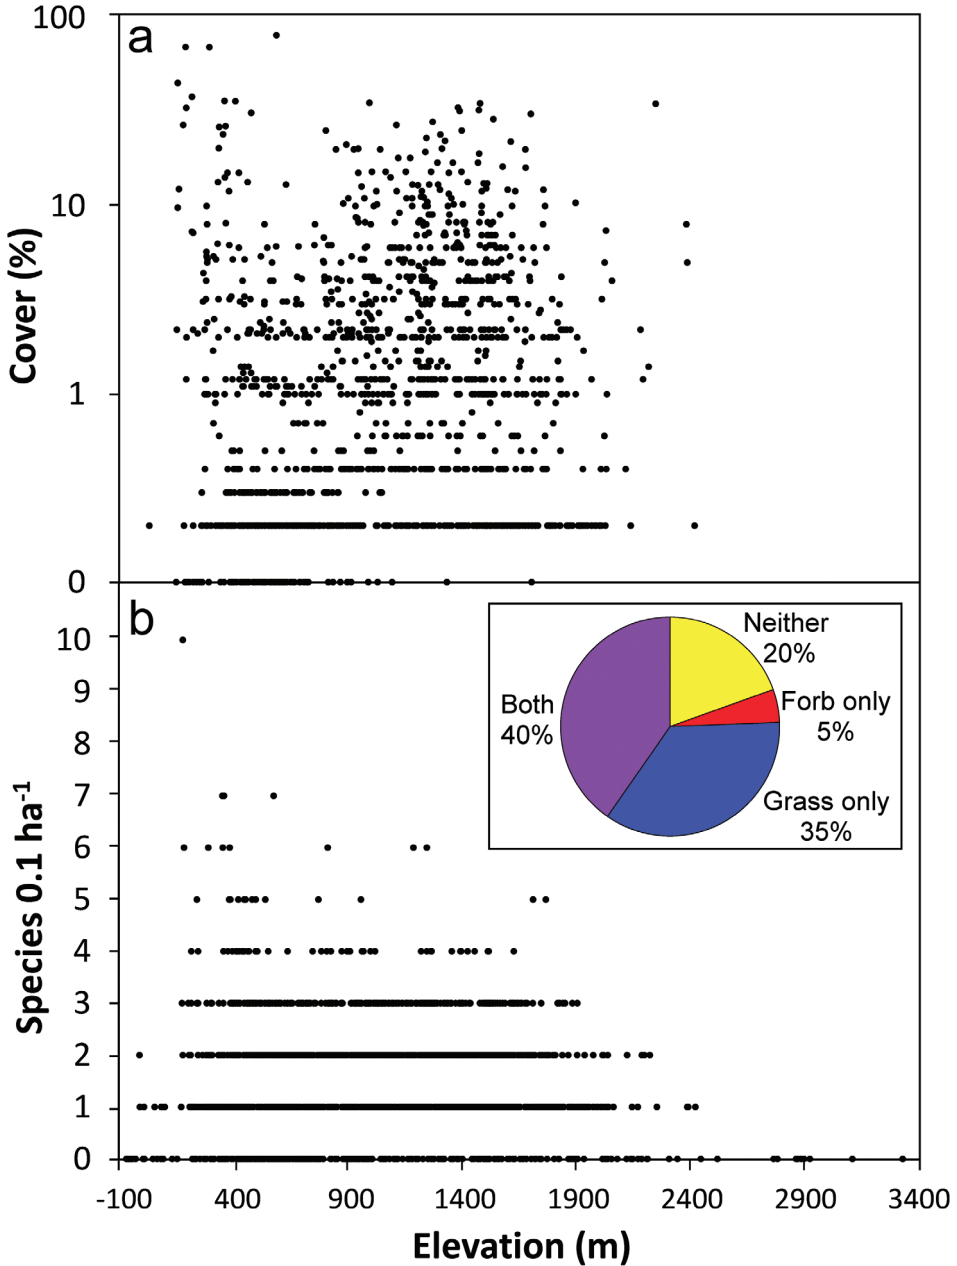 a
100
10
1
0
Cover (%)
b
10
9
8
7
6
5
4
3
2
1
0
Species 0.1 ha⁻¹
Neither
20%
Forb only
5%
Grass only
35%
Both
40%
-100 400 900 1400 1900 2400 2900 3400
Elevation (m)